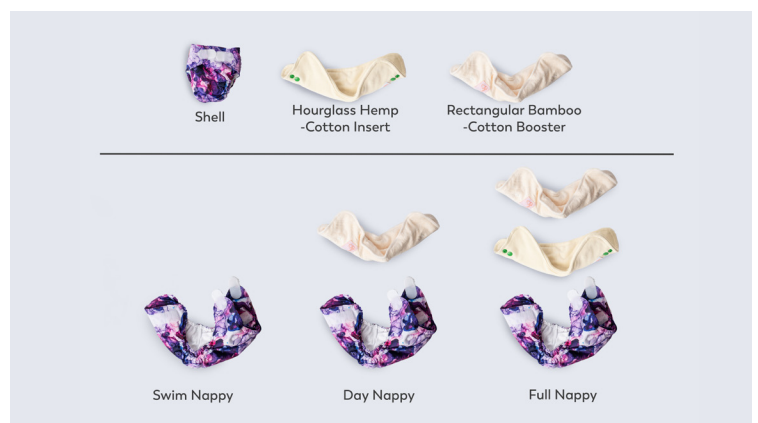 Shell
Hourglass Hemp
-Cotton Insert
Rectangular Bamboo
-Cotton Booster
Swim Nappy
Day Nappy
Full Nappy